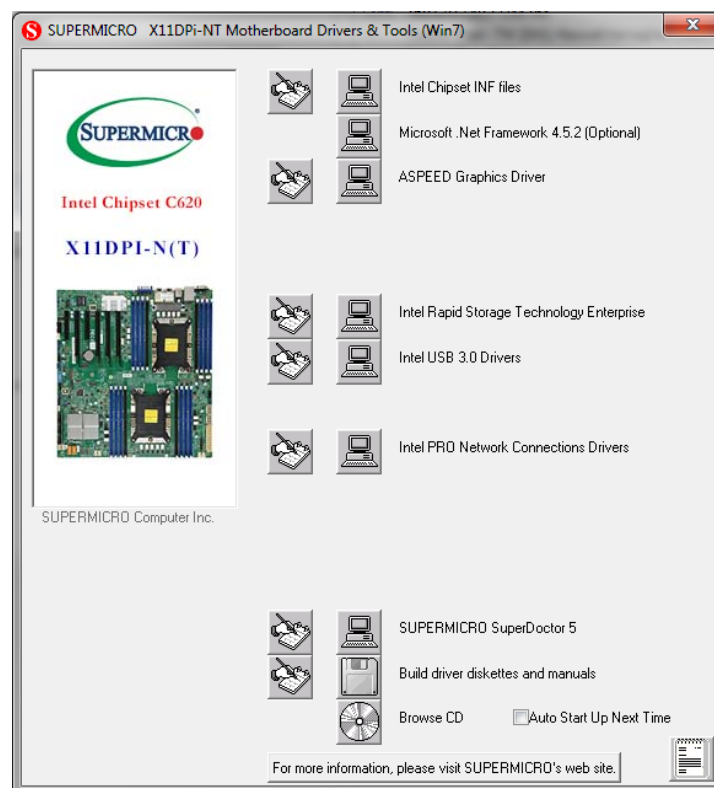 SUPERMICRO X11DPi-NT Motherboard Drivers & Tools (Win7)
SUPERMICRO
Intel Chipset C620
X11DPI-N(T)
SUPERMICRO Computer Inc.
Intel Chipset INF files
Microsoft .Net Framework 4.5.2 (Optional)
ASPEED Graphics Driver
Intel Rapid Storage Technology Enterprise
Intel USB 3.0 Drivers
Intel PRO Network Connections Drivers
SUPERMICRO SuperDoctor 5
Build driver diskettes and manuals
Browse CD Auto Start Up Next Time
For more information, please visit SUPERMICRO's web site.